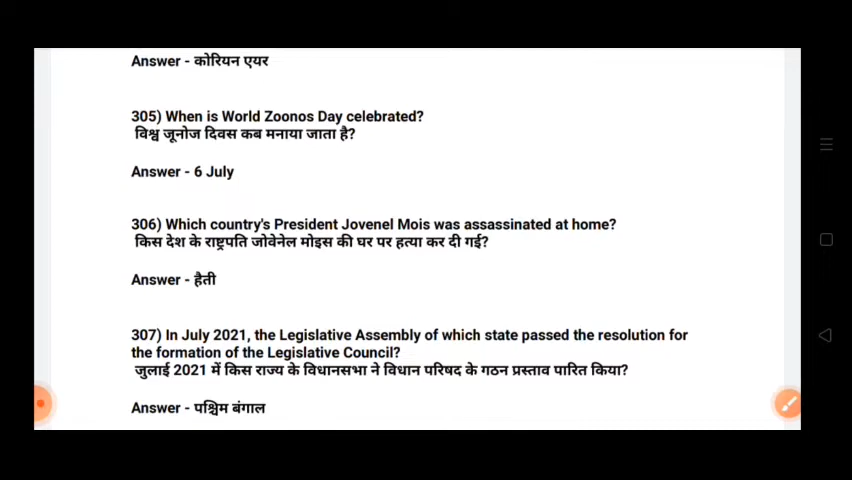 Answer - कोरियन एयर
305) When is World Zoonos Day celebrated?
विश्व जूनोज दिवस कब मनाया जाता है?
Answer - 6 July
306) Which country's President Jovenel Mois was assassinated at home?
किस देश के राष्ट्रपति जोवेनेल मोइस की घर पर हत्या कर दी गई?
Answer - हैती
307) In July 2021, the Legislative Assembly of which state passed the resolution for
the formation of the Legislative Council?
जुलाई 2021 में किस राज्य के विधानसभा ने विधान परिषद के गठन प्रस्ताव पारित किया?
Answer - पश्चिम बंगाल